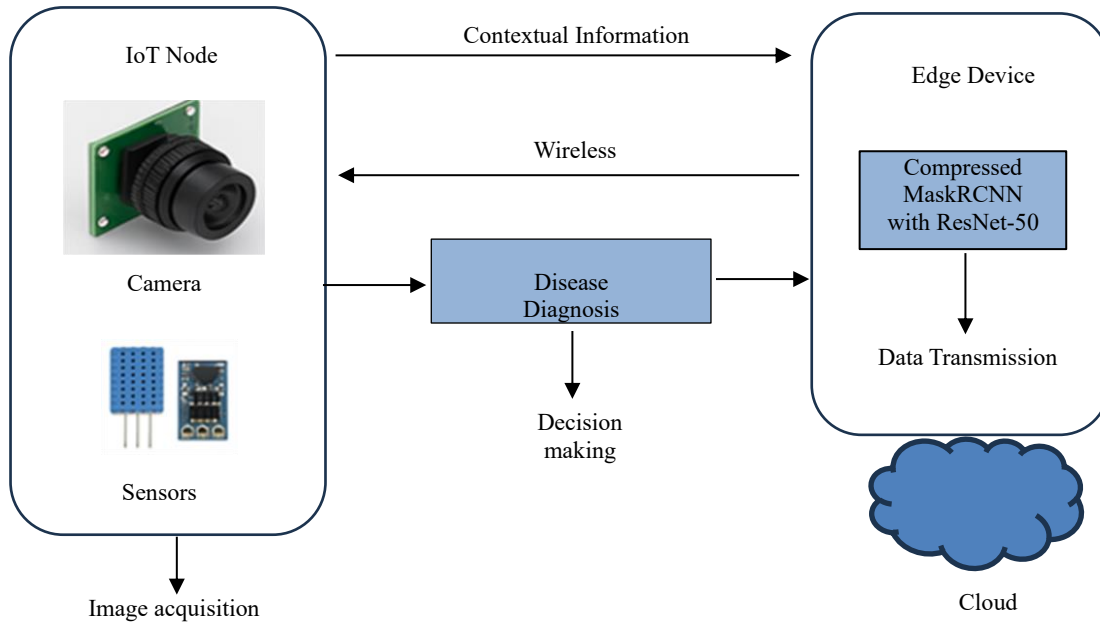 IoT Node
Camera
Sensors
Image acquisition
Contextual Information
Wireless
Disease
Diagnosis
Decision
making
Edge Device
Compressed
MaskRCNN
with ResNet-50
Data Transmission
Cloud